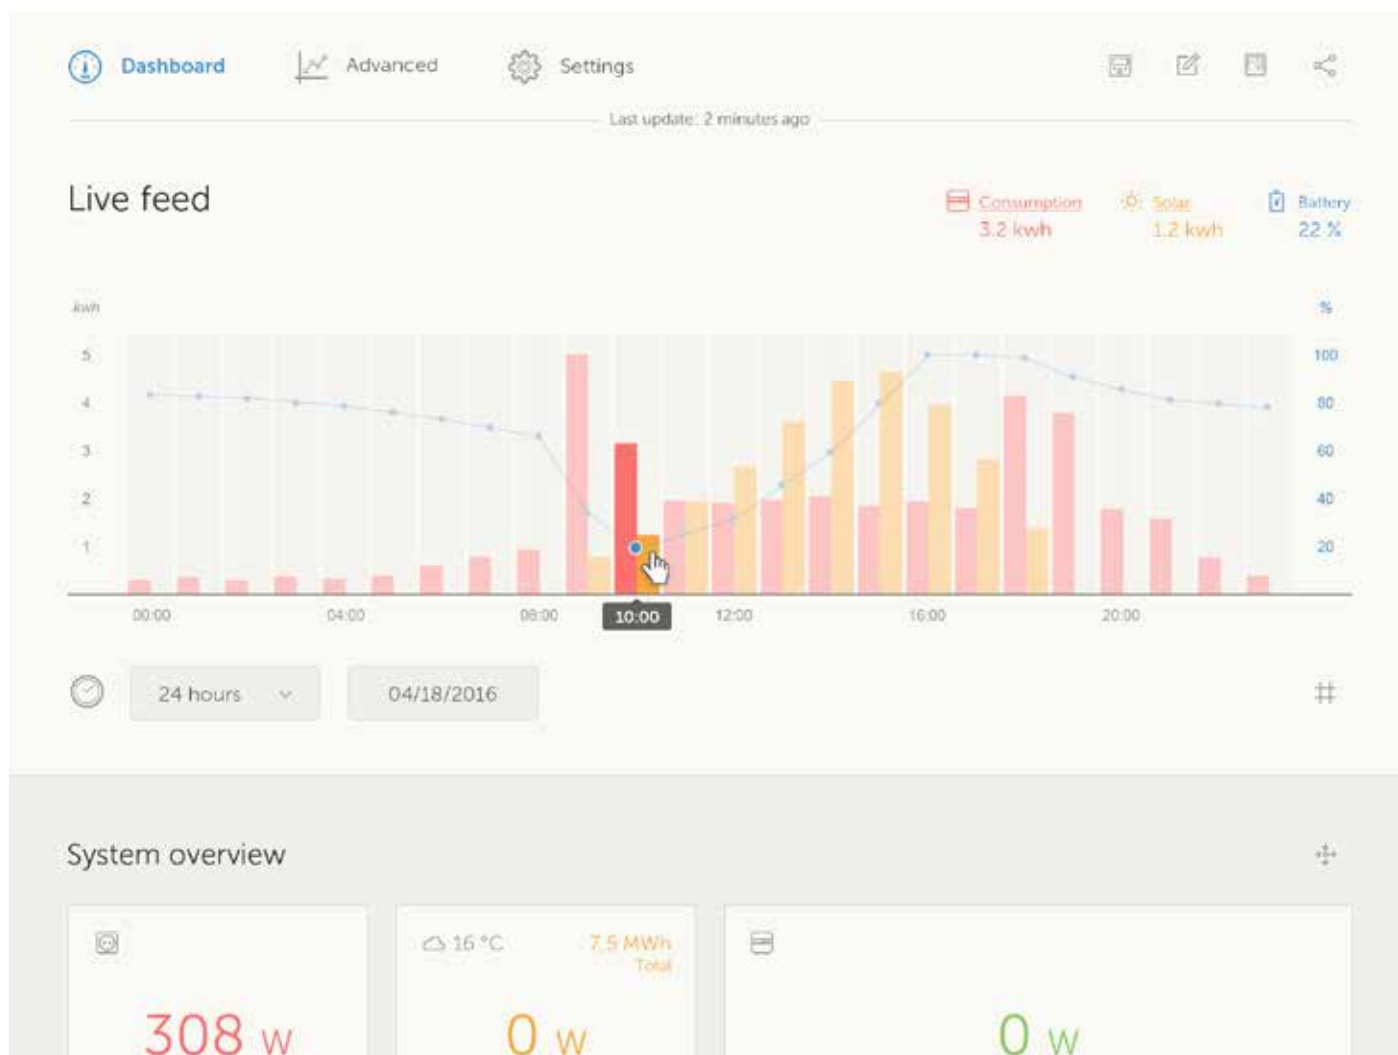 Dashboard
Advanced
Settings
Last update: 2 minutes ago
Live feed
Consumption
3.2 kwh
Solar
1.2 kwh
Battery
22 %
kwh
%
5
100
4
80
3
60
2
40
1
20
00:00
04:00
08:00
10:00
12:00
16:00
20:00
24 hours
04/18/2016
System overview
16 °C
7,5 MWh
Total
308 W
0 W
0 W